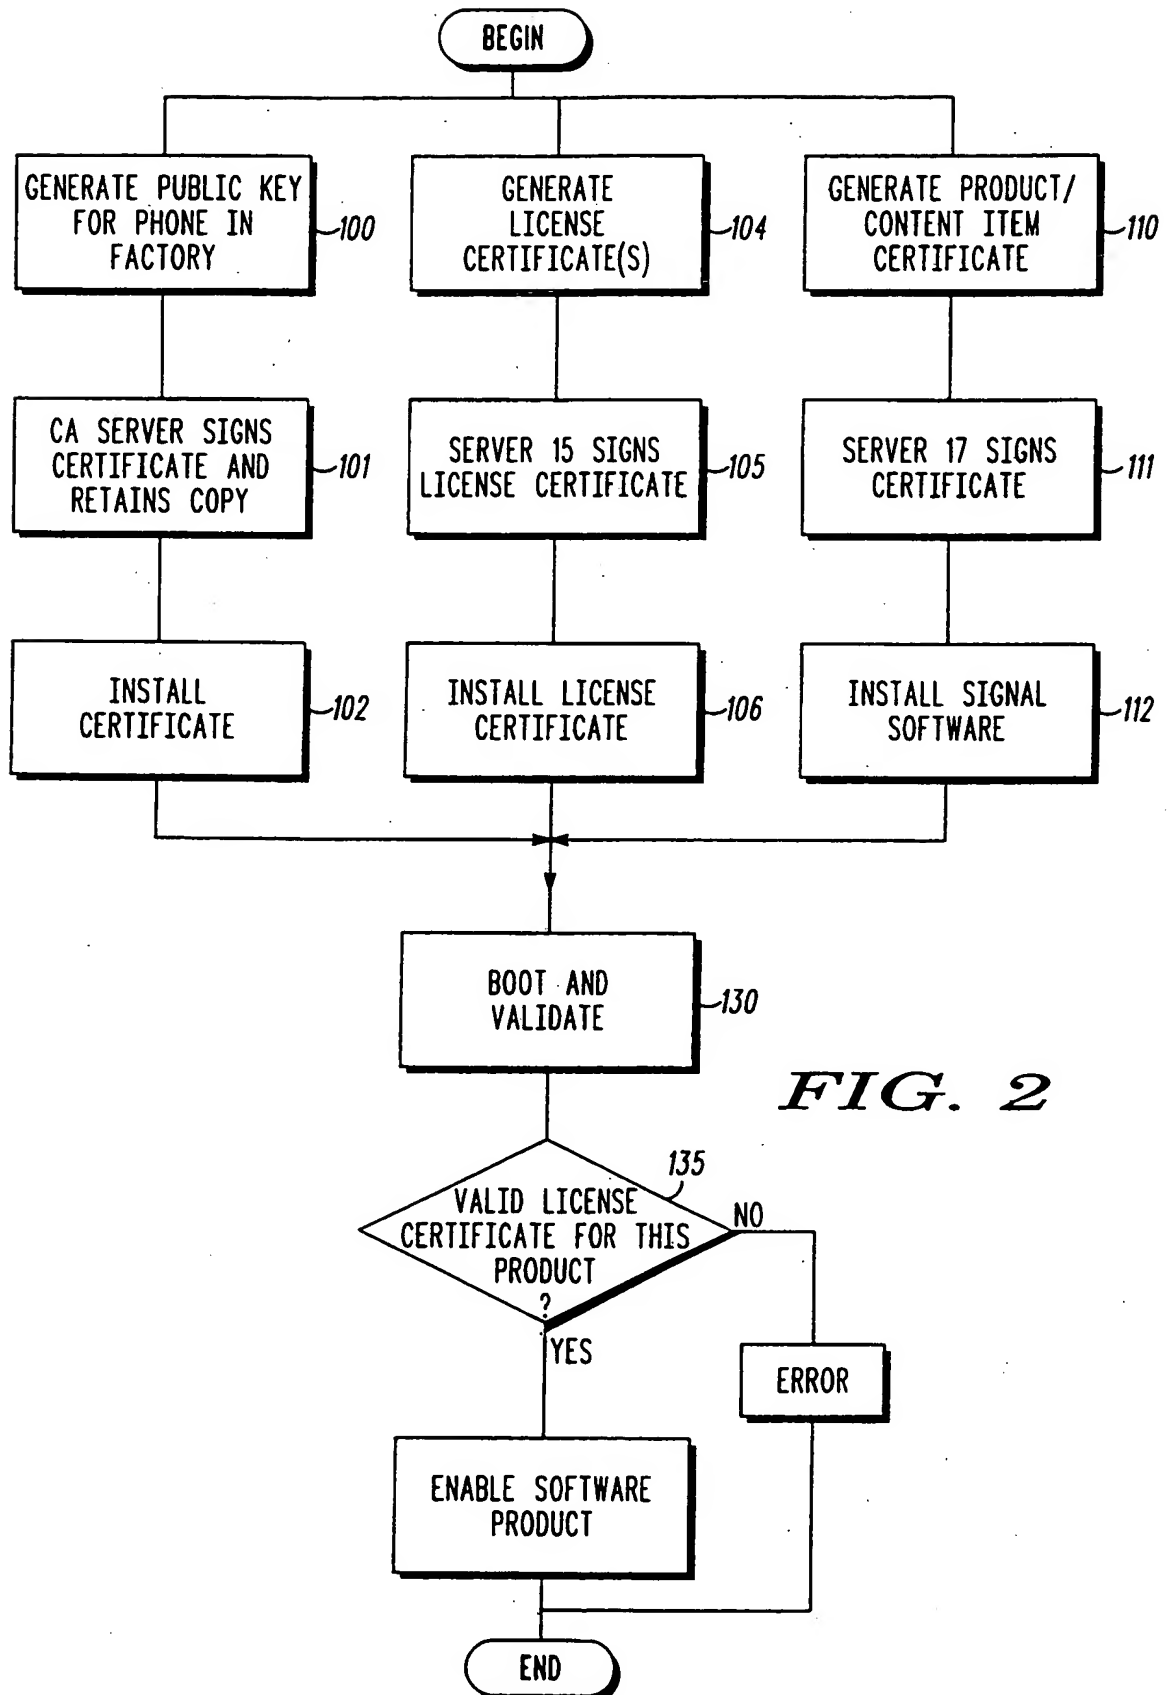 BEGIN
GENERATE PUBLIC KEY
FOR PHONE IN
FACTORY
100
GENERATE
LICENSE
CERTIFICATE(S)
104
GENERATE PRODUCT/
CONTENT ITEM
CERTIFICATE
110
CA SERVER SIGNS
CERTIFICATE AND
RETAINS COPY
101
SERVER 15 SIGNS
LICENSE CERTIFICATE
105
SERVER 17 SIGNS
CERTIFICATE
111
INSTALL
CERTIFICATE
102
INSTALL LICENSE
CERTIFICATE
106
INSTALL SIGNAL
SOFTWARE
112
BOOT AND
VALIDATE
130
FIG. 2
135
VALID LICENSE
CERTIFICATE FOR THIS
PRODUCT
?
NO
YES
ERROR
ENABLE SOFTWARE
PRODUCT
END